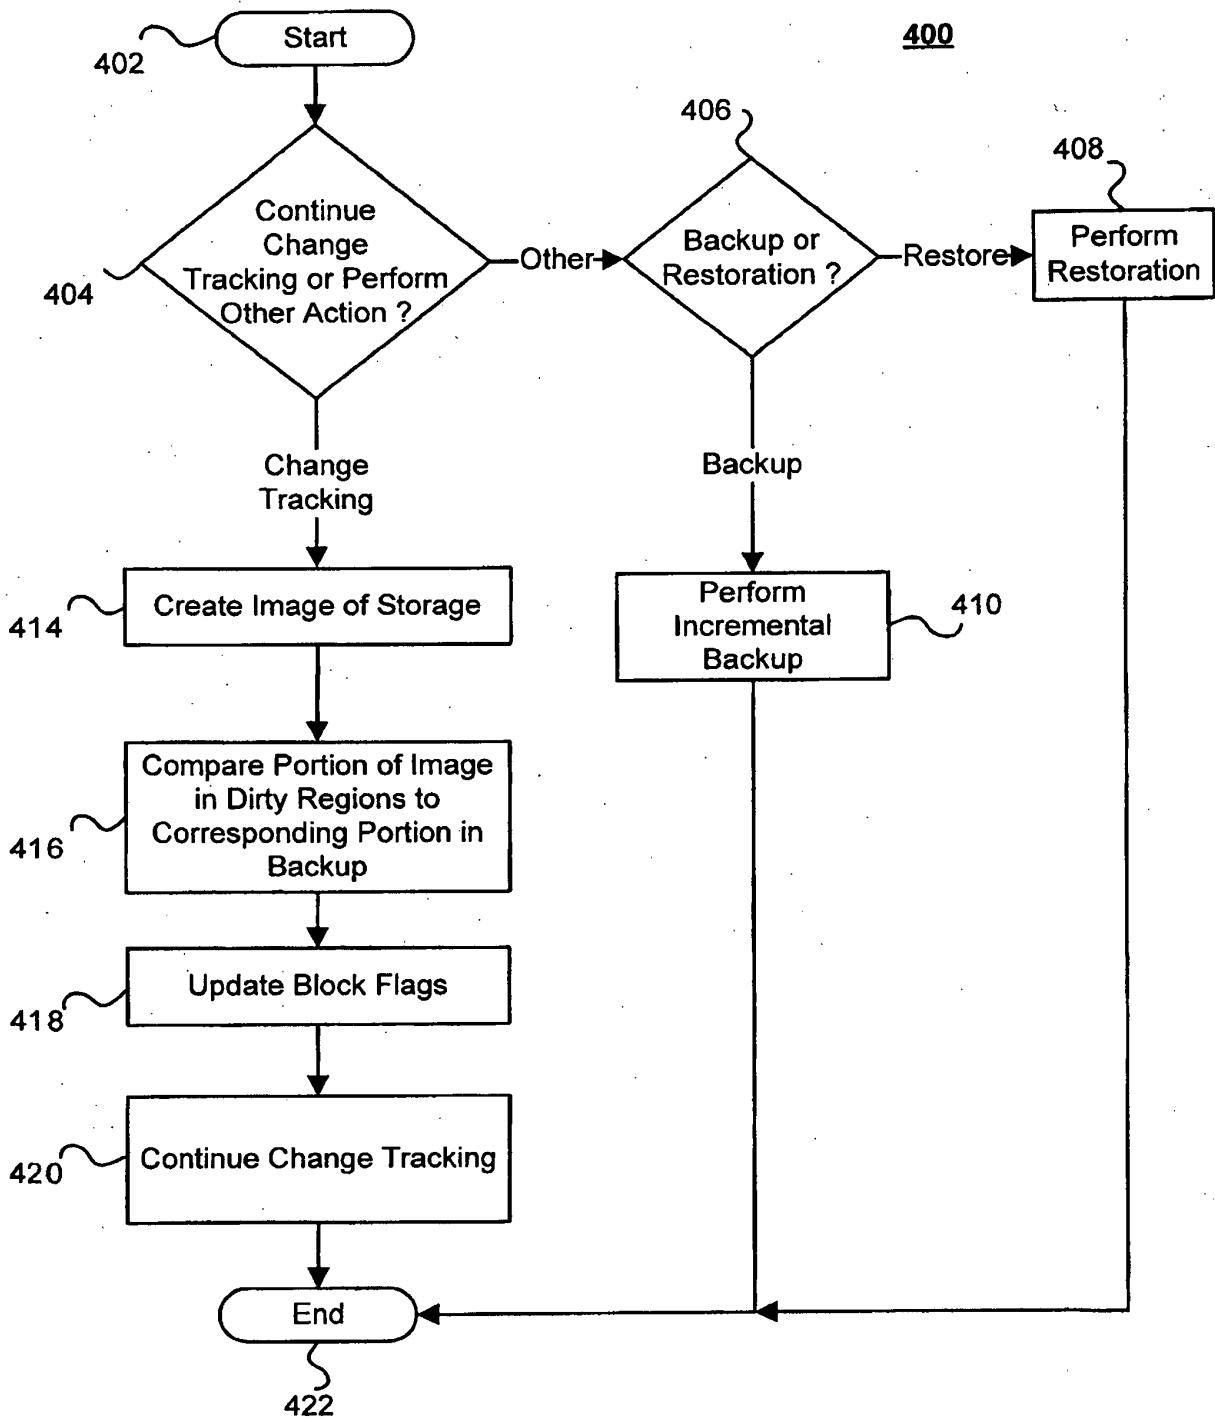 400
Start
402
406
408
Continue
Change
Tracking or Perform
Other Action ?
404
Other
Backup or
Restoration ?
Restore
Perform
Restoration
Change
Tracking
Backup
Create Image of Storage
414
Perform
Incremental
Backup
410
Compare Portion of Image
in Dirty Regions to
Corresponding Portion in
Backup
416
Update Block Flags
418
Continue Change Tracking
420
End
422